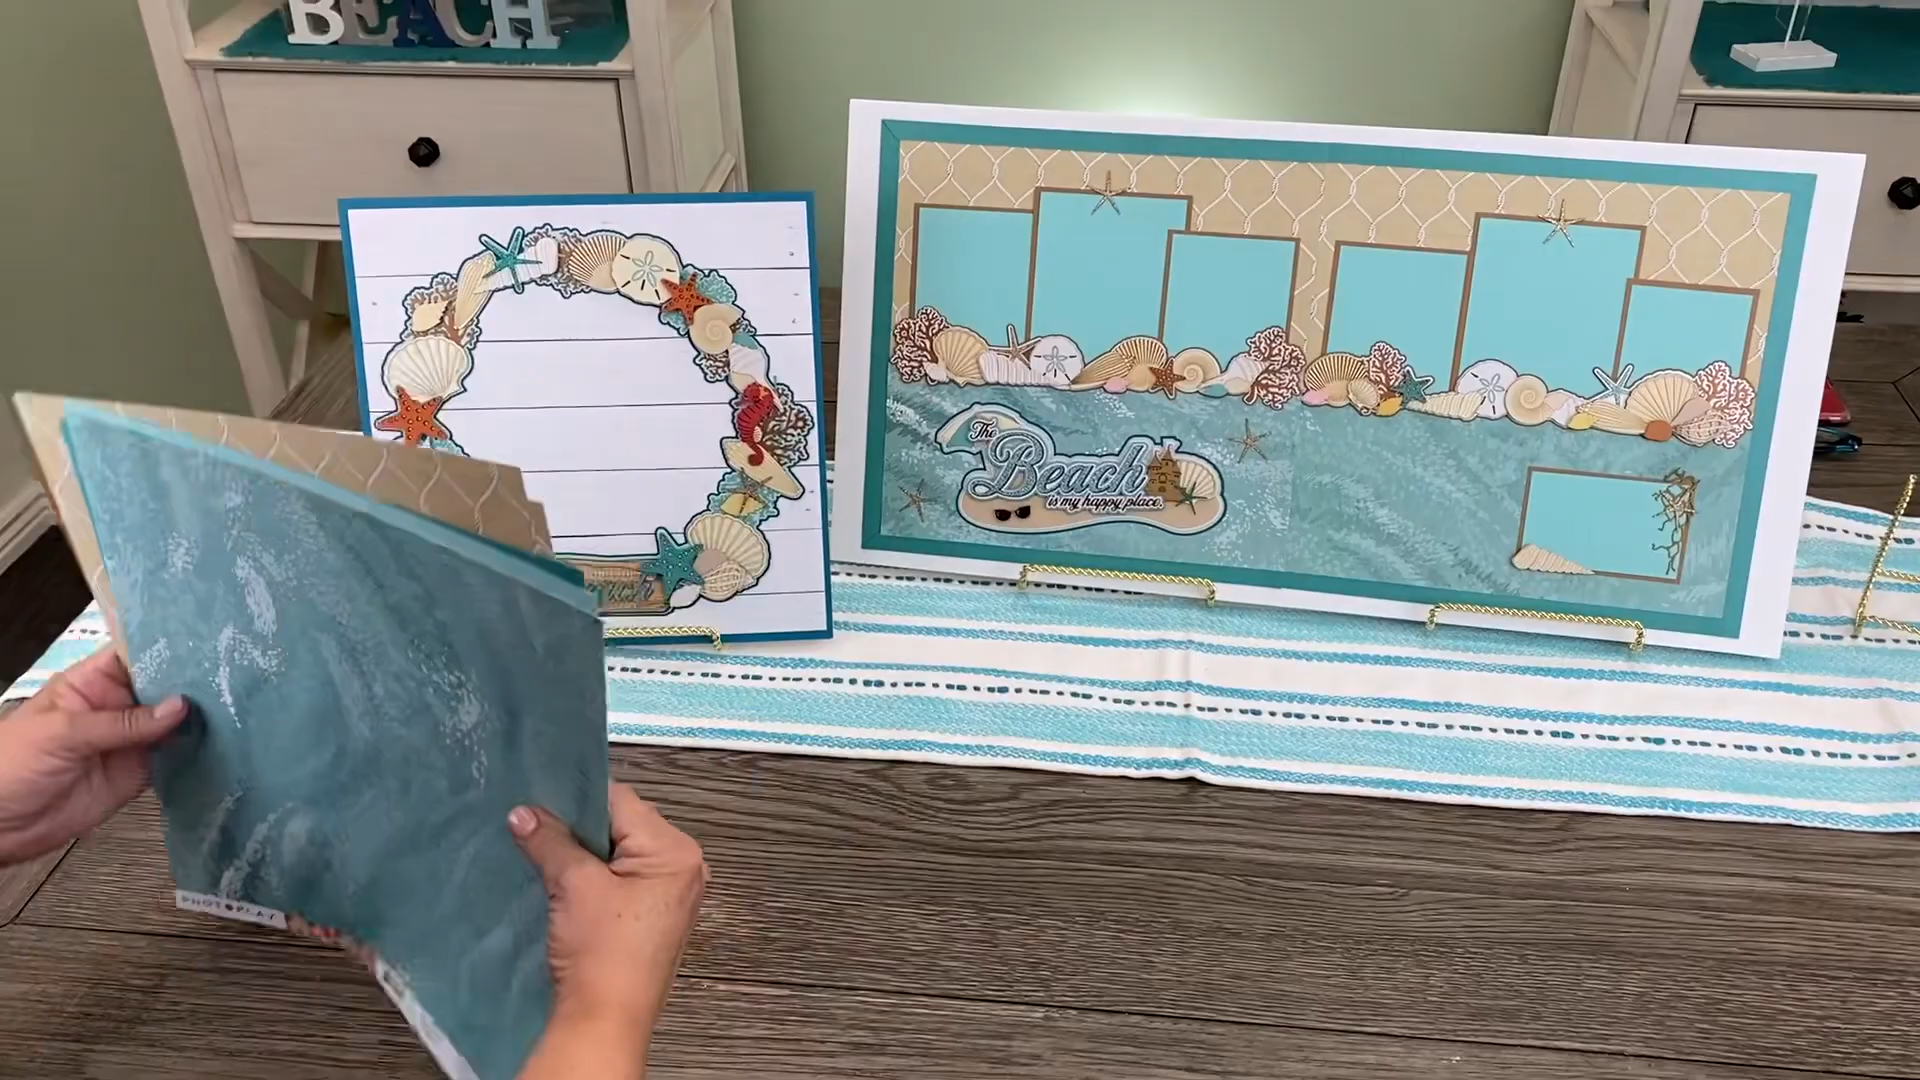 BEACH
The
Beach
is my happy place.
PHOTOPLAY